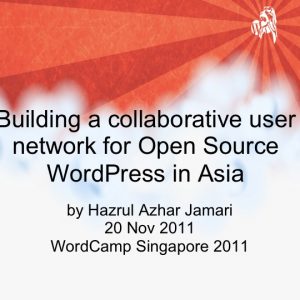 Building a collaborative user
network for Open Source
WordPress in Asia
by Hazrul Azhar Jamari
20 Nov 2011
WordCamp Singapore 2011